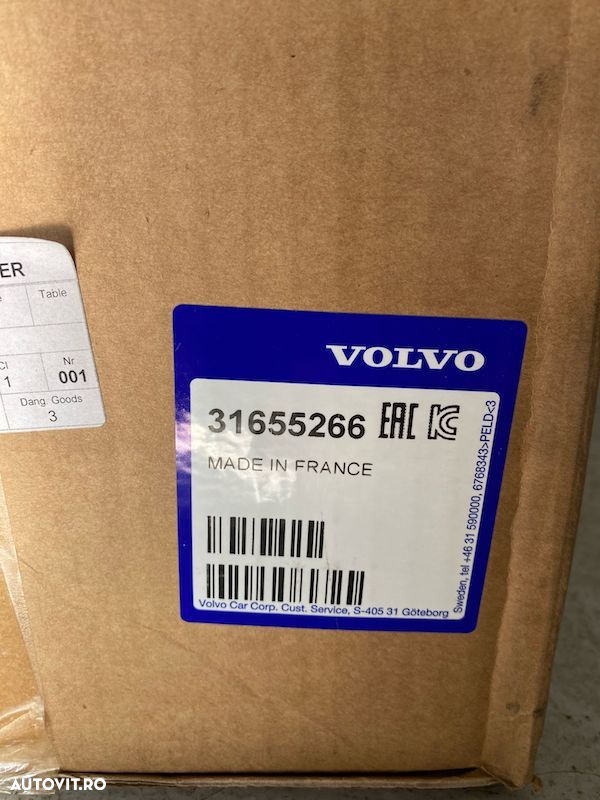 ER
Table
Cl
Nr
1
001
Dang Goods
3
VOLVO
31655266 EAC KC
MADE IN FRANCE
Volvo Car Corp. Cust. Service, S-405 31 Göteborg
Sweden, tel +46 31 590000, 6768343>PELD<3
AUTOVIT.RO